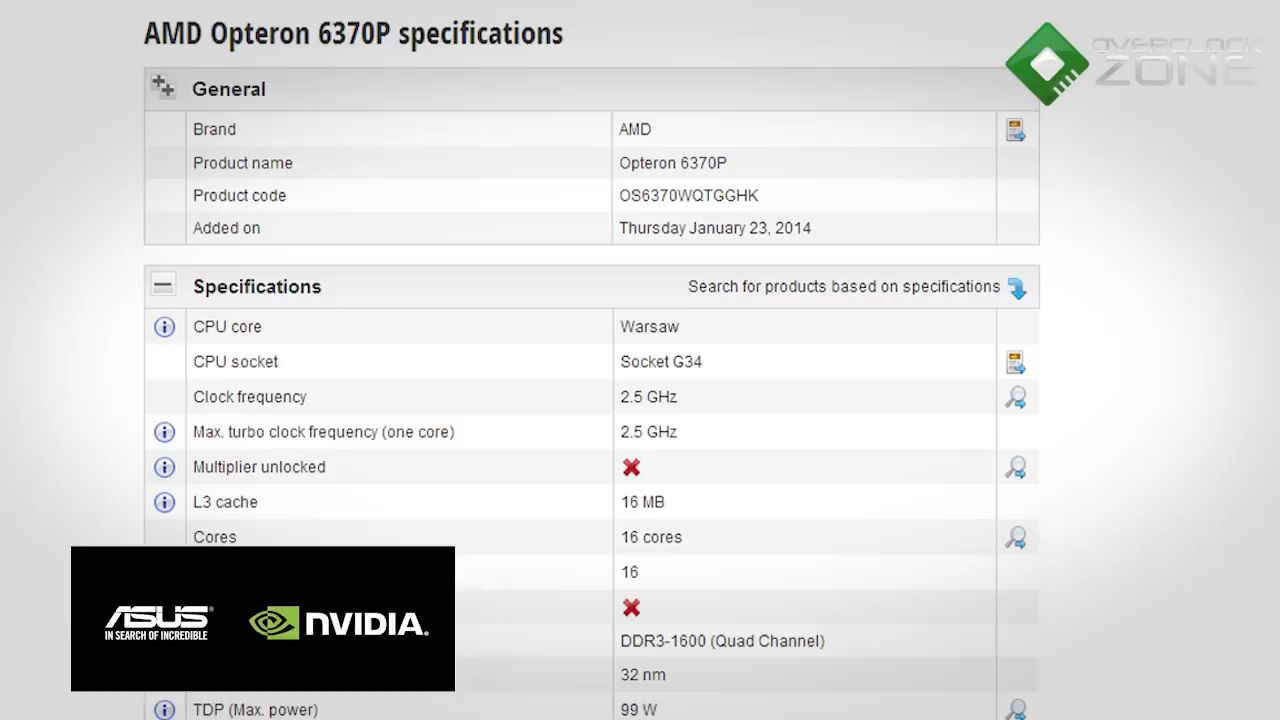 AMD Opteron 6370P specifications
OVERCLOCK
ZONE
General
Brand AMD
Product name Opteron 6370P
Product code OS6370WQTGGHK
Added on Thursday January 23, 2014
Specifications Search for products based on specifications
CPU core Warsaw
CPU socket Socket G34
Clock frequency 2.5 GHz
Max. turbo clock frequency (one core) 2.5 GHz
Multiplier unlocked
L3 cache 16 MB
Cores 16 cores
16
DDR3-1600 (Quad Channel)
32 nm
TDP (Max. power) 99 W
ASUS
IN SEARCH OF INCREDIBLE
NVIDIA.